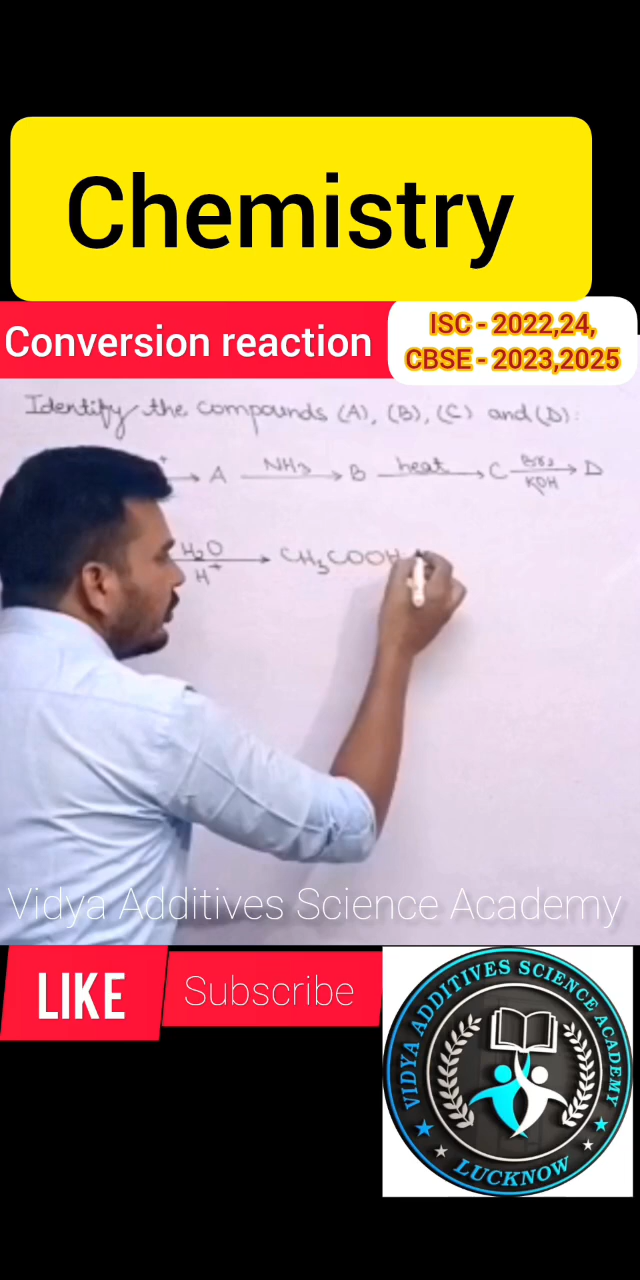 Chemistry
Conversion reaction
ISC - 2022,24,
CBSE - 2023,2025
Identify the compounds (A), (B), (C) and (D):
+ → A NH3 → B heat → C Br2 KOH → D
H2O H+ → CH3COOH
Vidya Additives Science Academy
LIKE
Subscribe
VIDYA ADDITIVES SCIENCE ACADEMY
LUCKNOW